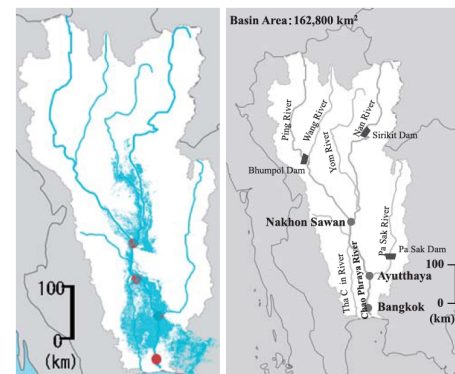 100
0
(km)
Basin Area：162,800 km²
Ping River
Wang River
Yom River
Nan River
Sirikit Dam
Bhumpol Dam
Nakhon Sawan
Pa Sak River
Pa Sak Dam
Tha C in River
Chao Phraya River
100
Ayutthaya
0
Bangkok
(km)